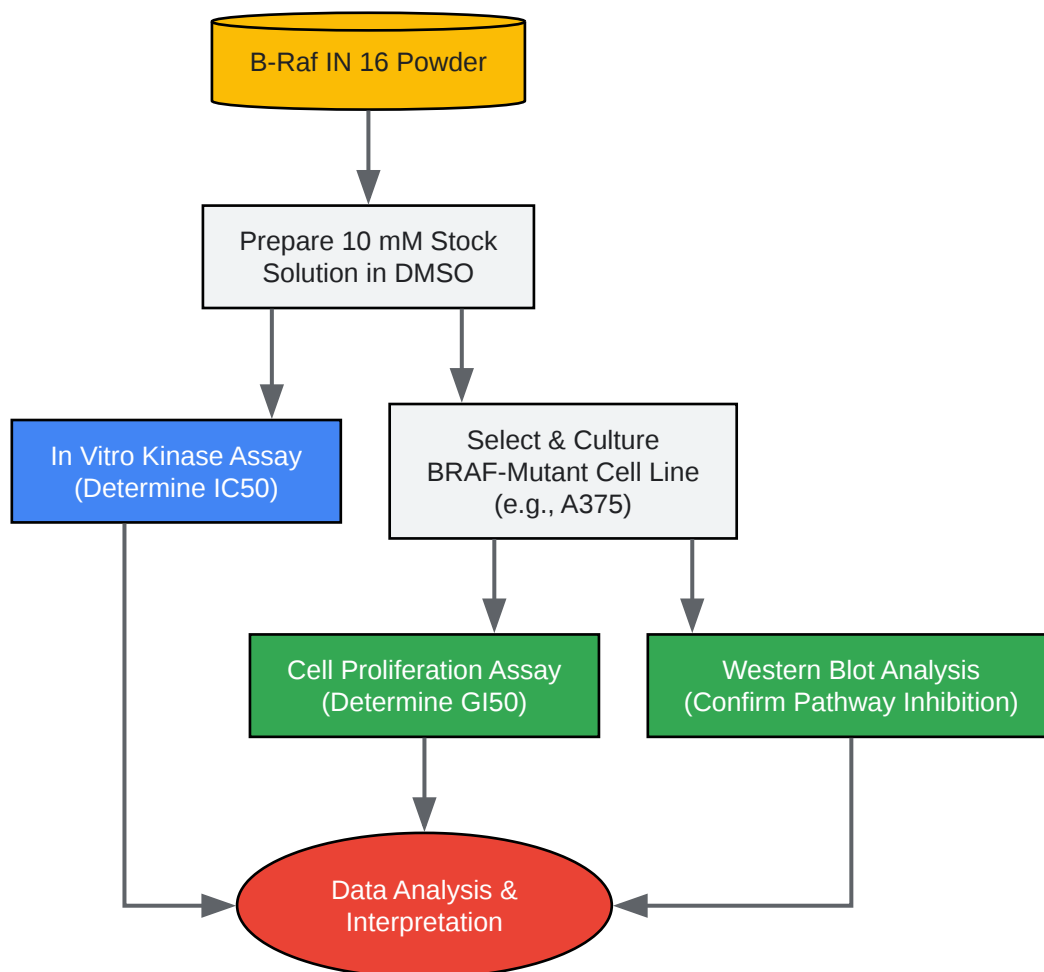 B-Raf IN 16 Powder
Prepare 10 mM Stock
Solution in DMSO
In Vitro Kinase Assay
(Determine IC50)
Select & Culture
BRAF-Mutant Cell Line
(e.g., A375)
Cell Proliferation Assay
(Determine GI50)
Western Blot Analysis
(Confirm Pathway Inhibition)
Data Analysis &
Interpretation